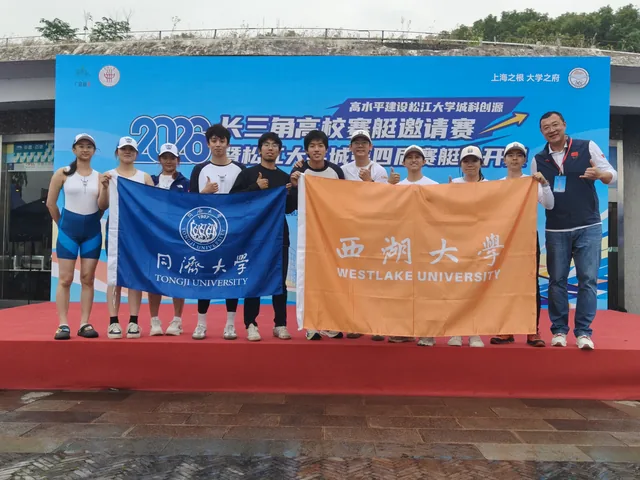 上海之根 大学之府
高水平建设松江大学城科创源
2026 长三角高校赛艇邀请赛
同濟大學
TONGJI UNIVERSITY
西湖大學
WESTLAKE UNIVERSITY